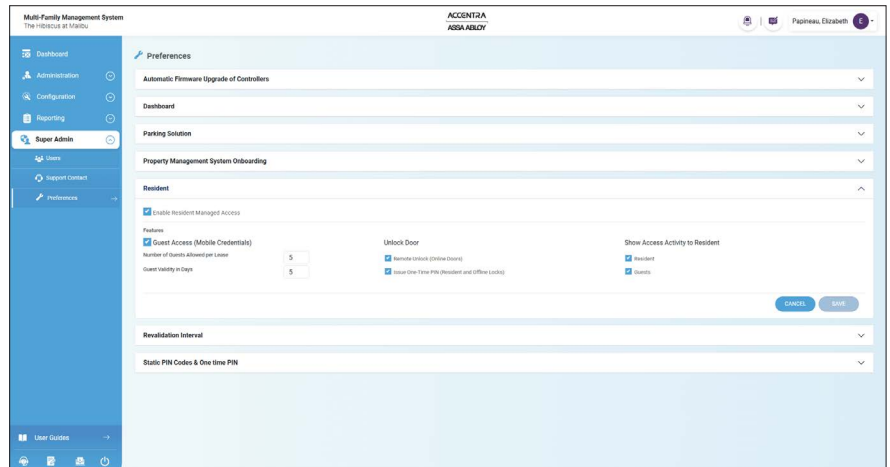 Multi-Family Management System
The Hibiscus at Malibu
ACCENTRA
ASSA ABLOY
Papineau, Elizabeth
E
Dashboard
Administration
Configuration
Reporting
Super Admin
Users
Support Contact
Preferences
User Guides
Preferences
Automatic Firmware Upgrade of Controllers
Dashboard
Parking Solution
Property Management System Onboarding
Resident
Enable Resident Managed Access
Features
Guest Access (Mobile Credentials)
Number of Guests Allowed per Lease 5
Guest Validity in Days 5
Unlock Door
Remote Unlock (Online Doors)
Issue One-Time PIN (Resident and Offline Locks)
Show Access Activity to Resident
Resident
Guests
CANCEL SAVE
Revalidation Interval
Static PIN Codes & One time PIN